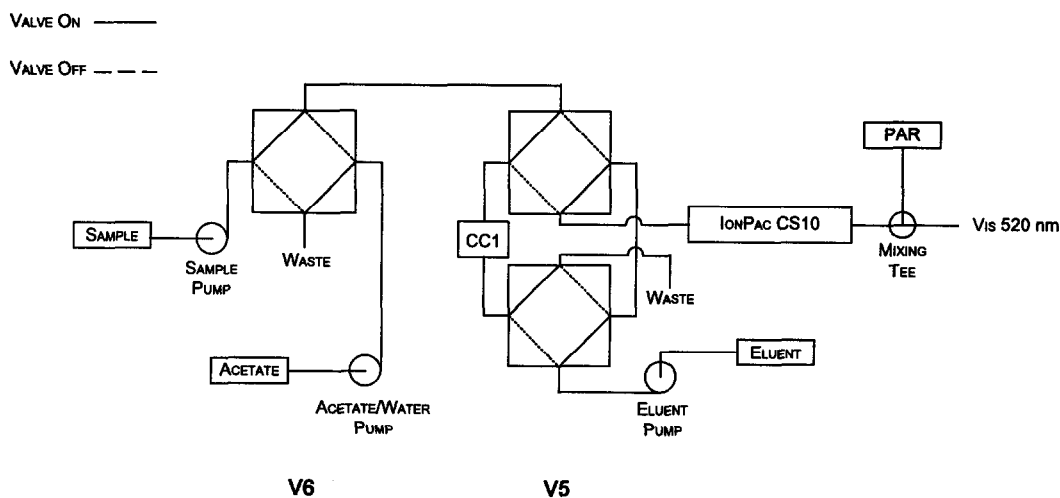 VALVE ON
VALVE OFF
PAR
SAMPLE
SAMPLE
PUMP
WASTE
CC1
IONPAC CS10
MIXING
TEE
VIS 520 nm
WASTE
ACETATE
ACETATE/WATER
PUMP
ELUENT
ELUENT
PUMP
V6
V5